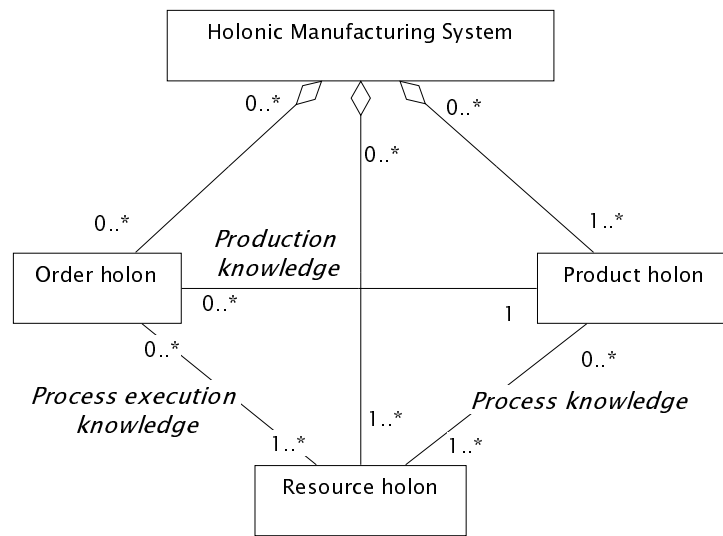 Holonic Manufacturing System
0..*
0..*
0..*
0..*
1..*
Production
knowledge
Order holon
Product holon
0..*
1
0..*
0..*
Process execution
knowledge
Process knowledge
1..*
1..*
1..*
Resource holon